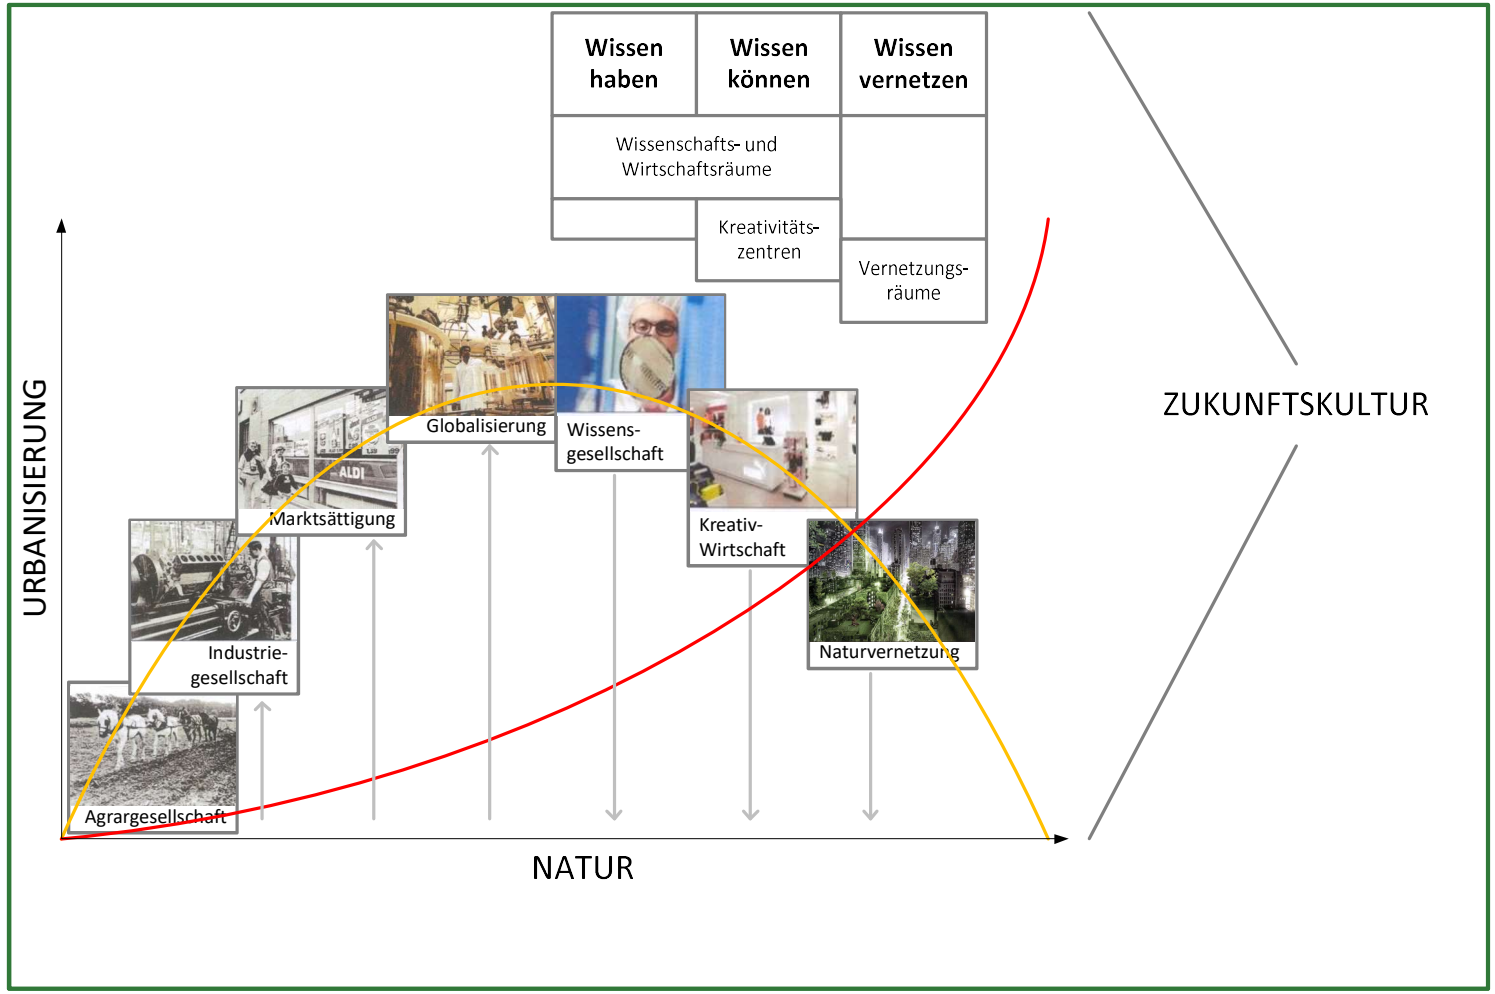 Wissen
haben
Wissen
können
Wissen
vernetzen
Wissenschafts- und
Wirtschaftsräume
Kreativitäts-
zentren
Vernetzungs-
räume
URBANISIERUNG
ZUKUNFTSKULTUR
ALDI
Globalisierung
Wissens-
gesellschaft
Marktsättigung
Kreativ-
Wirtschaft
Industrie-
gesellschaft
Naturvernetzung
Agrargesellschaft
NATUR